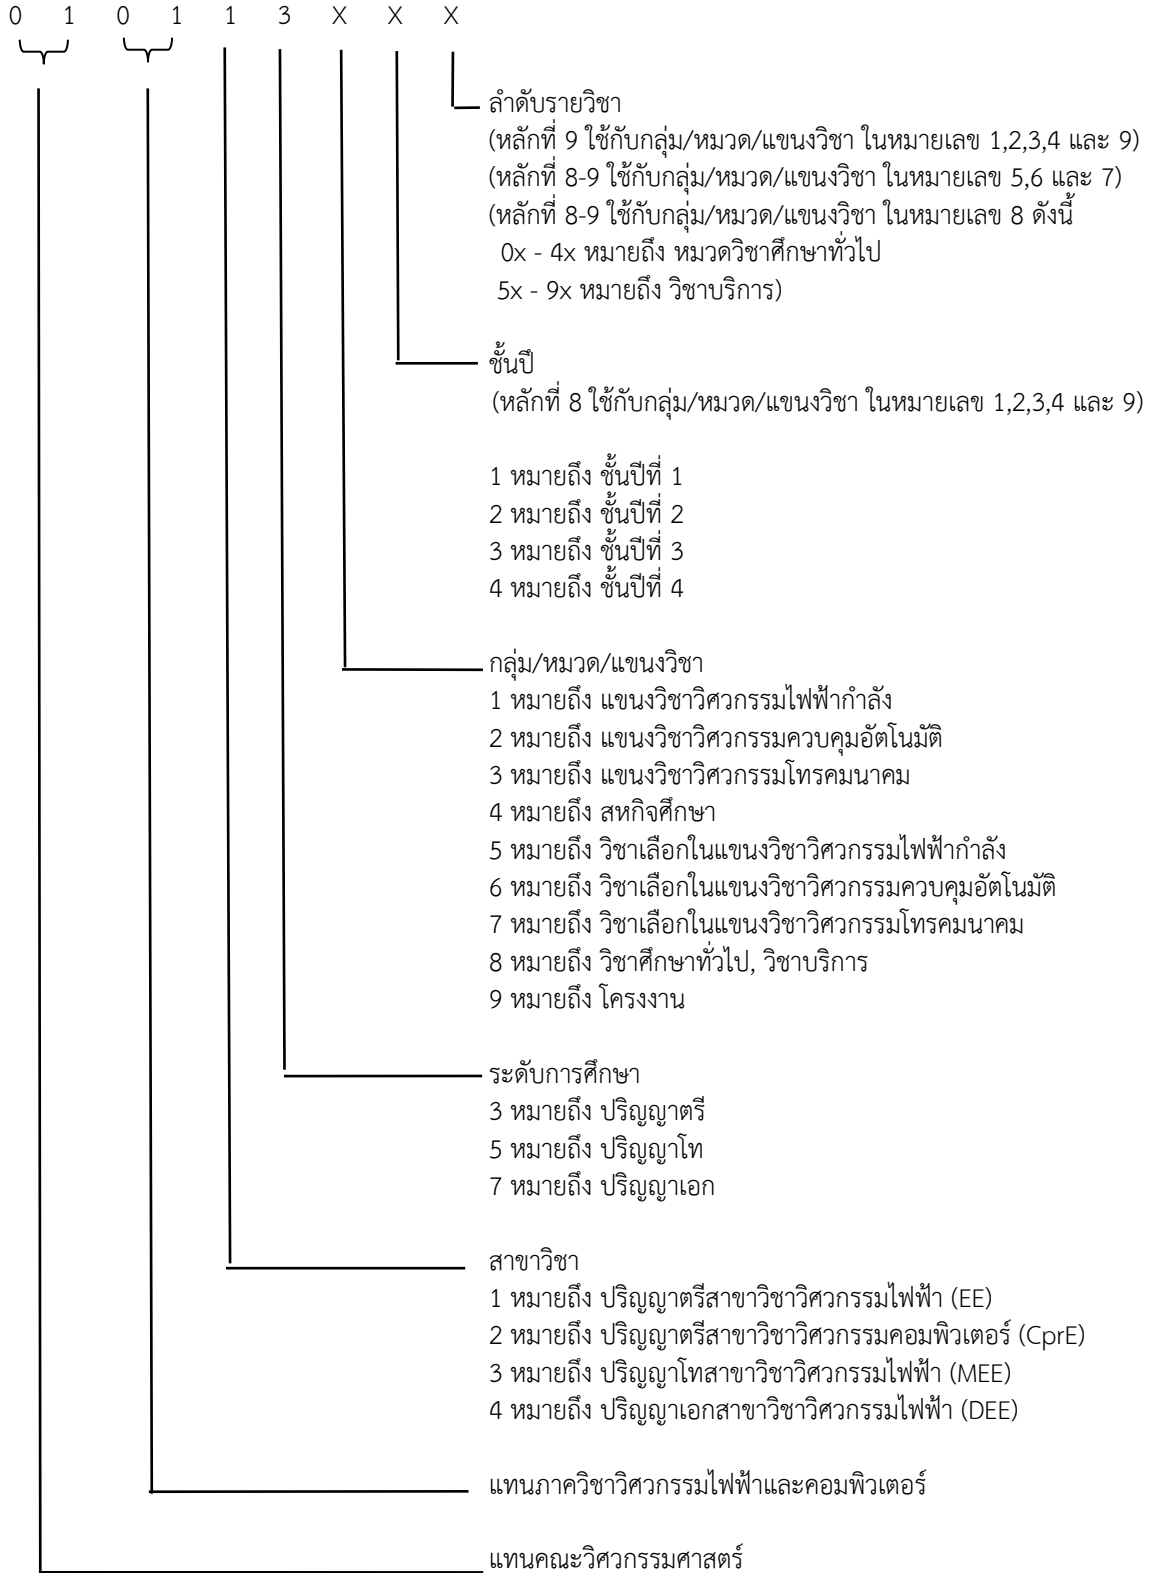 0 1 0 1 1 3 X X X
ลำดับรายวิชา
(หลักที่ 9 ใช้กับกลุ่ม/หมวด/แขนงวิชา ในหมายเลข 1,2,3,4 และ 9)
(หลักที่ 8-9 ใช้กับกลุ่ม/หมวด/แขนงวิชา ในหมายเลข 5,6 และ 7)
(หลักที่ 8-9 ใช้กับกลุ่ม/หมวด/แขนงวิชา ในหมายเลข 8 ดังนี้
0x - 4x หมายถึง หมวดวิชาศึกษาทั่วไป
5x - 9x หมายถึง วิชาบริการ)
ชั้นปี
(หลักที่ 8 ใช้กับกลุ่ม/หมวด/แขนงวิชา ในหมายเลข 1,2,3,4 และ 9)
1 หมายถึง ชั้นปีที่ 1
2 หมายถึง ชั้นปีที่ 2
3 หมายถึง ชั้นปีที่ 3
4 หมายถึง ชั้นปีที่ 4
กลุ่ม/หมวด/แขนงวิชา
1 หมายถึง แขนงวิชาวิศวกรรมไฟฟ้ากำลัง
2 หมายถึง แขนงวิชาวิศวกรรมควบคุมอัตโนมัติ
3 หมายถึง แขนงวิชาวิศวกรรมโทรคมนาคม
4 หมายถึง สหกิจศึกษา
5 หมายถึง วิชาเลือกในแขนงวิชาวิศวกรรมไฟฟ้ากำลัง
6 หมายถึง วิชาเลือกในแขนงวิชาวิศวกรรมควบคุมอัตโนมัติ
7 หมายถึง วิชาเลือกในแขนงวิชาวิศวกรรมโทรคมนาคม
8 หมายถึง วิชาศึกษาทั่วไป, วิชาบริการ
9 หมายถึง โครงงาน
ระดับการศึกษา
3 หมายถึง ปริญญาตรี
5 หมายถึง ปริญญาโท
7 หมายถึง ปริญญาเอก
สาขาวิชา
1 หมายถึง ปริญญาตรีสาขาวิชาวิศวกรรมไฟฟ้า (EE)
2 หมายถึง ปริญญาตรีสาขาวิชาวิศวกรรมคอมพิวเตอร์ (CprE)
3 หมายถึง ปริญญาโทสาขาวิชาวิศวกรรมไฟฟ้า (MEE)
4 หมายถึง ปริญญาเอกสาขาวิชาวิศวกรรมไฟฟ้า (DEE)
แทนภาควิชาวิศวกรรมไฟฟ้าและคอมพิวเตอร์
แทนคณะวิศวกรรมศาสตร์